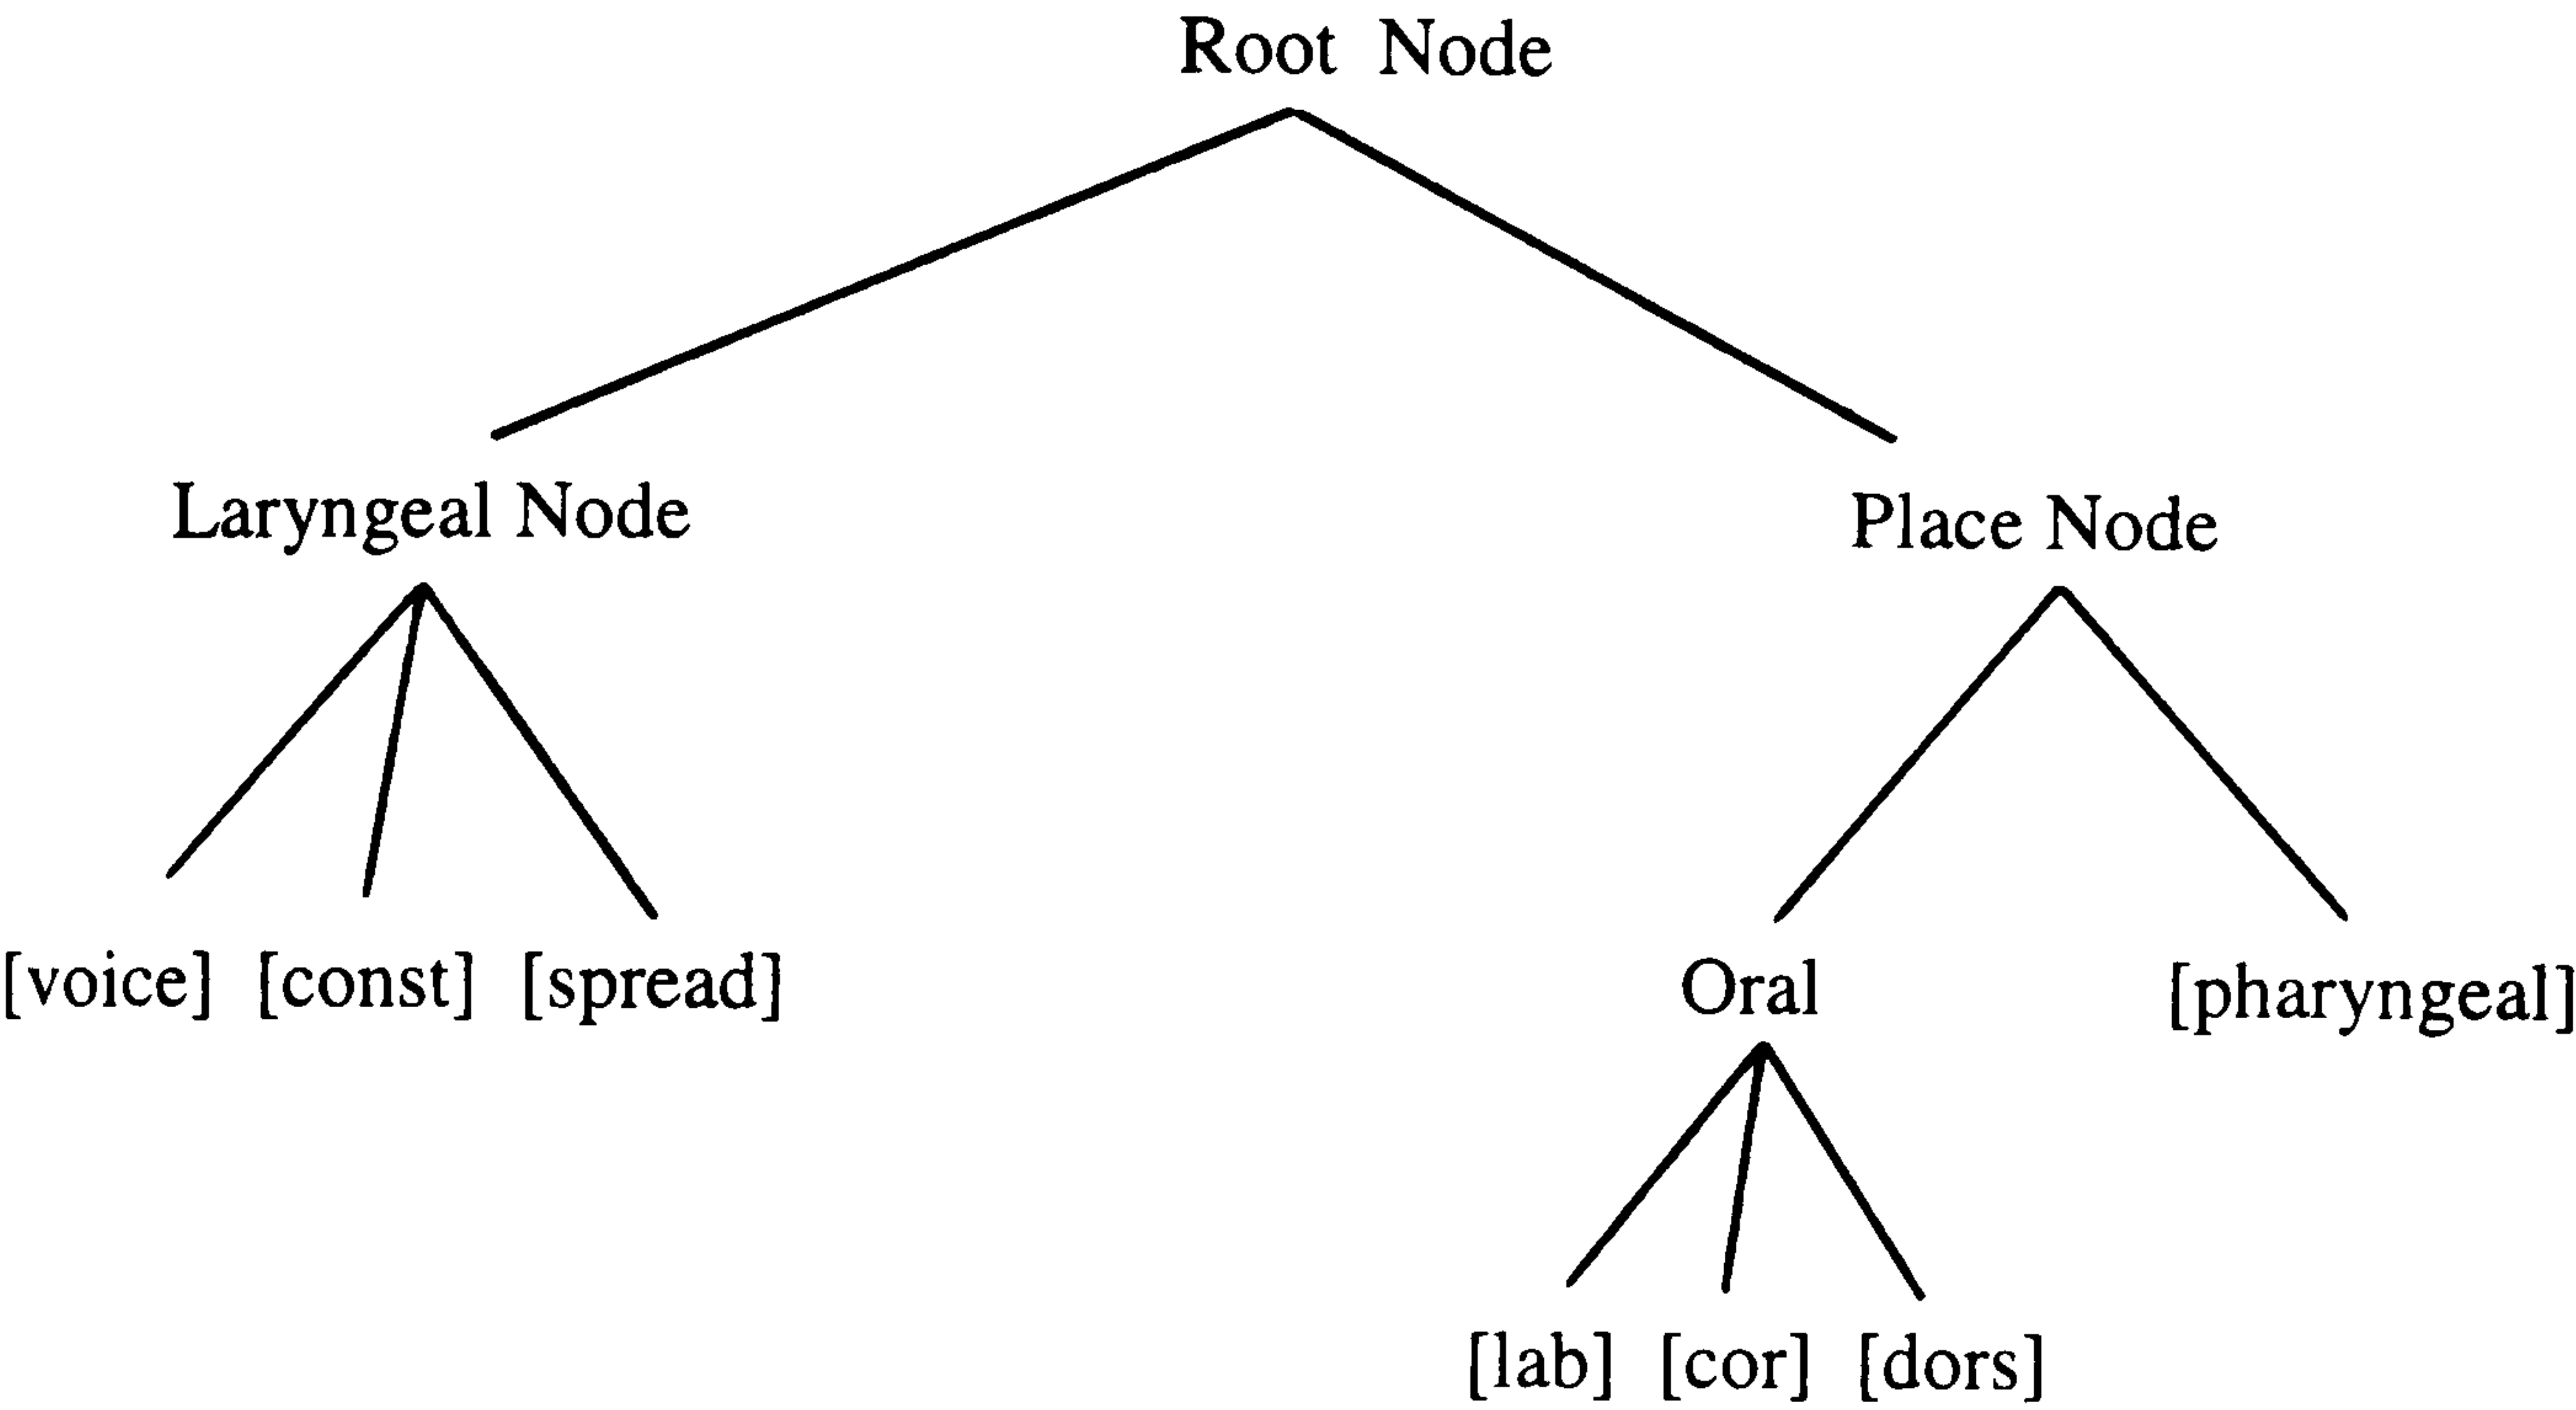 Root Node
Laryngeal Node Place Node
[voice] [const] [spread] Oral [pharyngeal]
[lab] [cor] [dors]